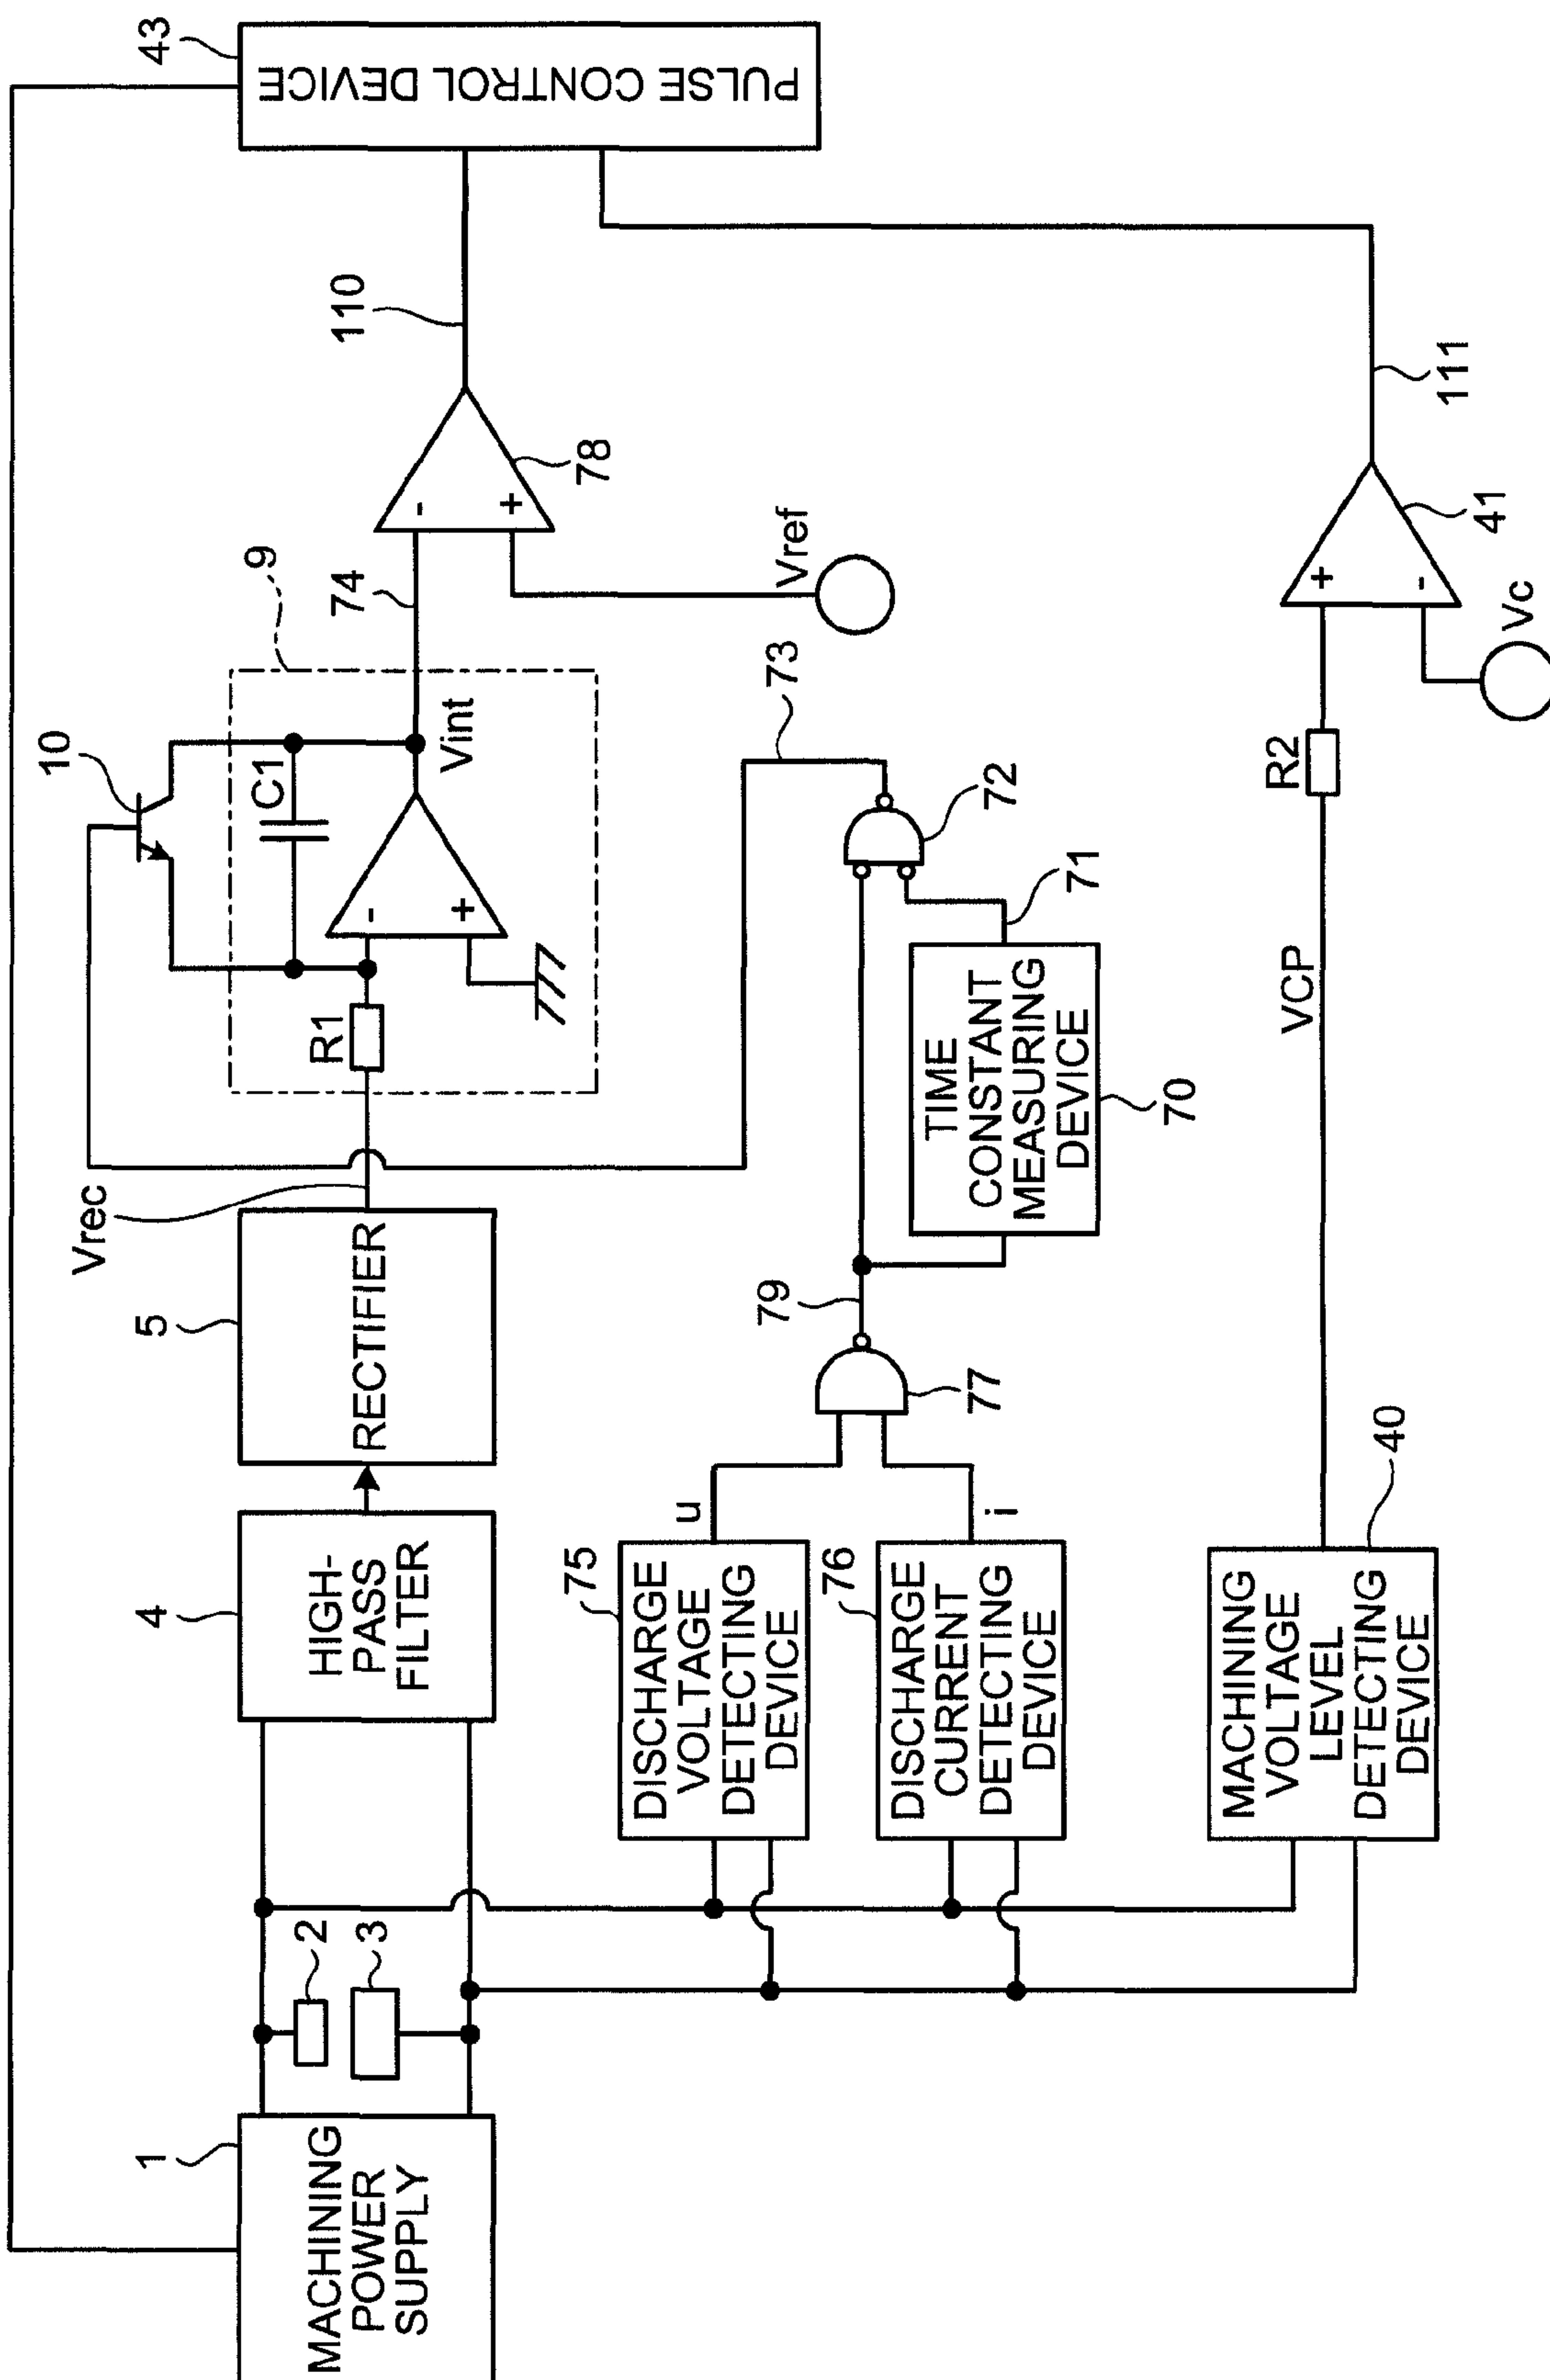 43
PULSE CONTROL DEVICE
110
111
78
-
+
Vref
74
9
10
C1
Vint
-
+
R1
73
72
71
TIME
CONSTANT
MEASURING
DEVICE
70
41
+
-
Vc
R2
VCP
Vrec
5
RECTIFIER
79
77
4
HIGH-
PASS
FILTER
u
i
75
DISCHARGE
VOLTAGE
DETECTING
DEVICE
76
DISCHARGE
CURRENT
DETECTING
DEVICE
40
MACHINING
VOLTAGE
LEVEL
DETECTING
DEVICE
2
3
1
MACHINING
POWER
SUPPLY